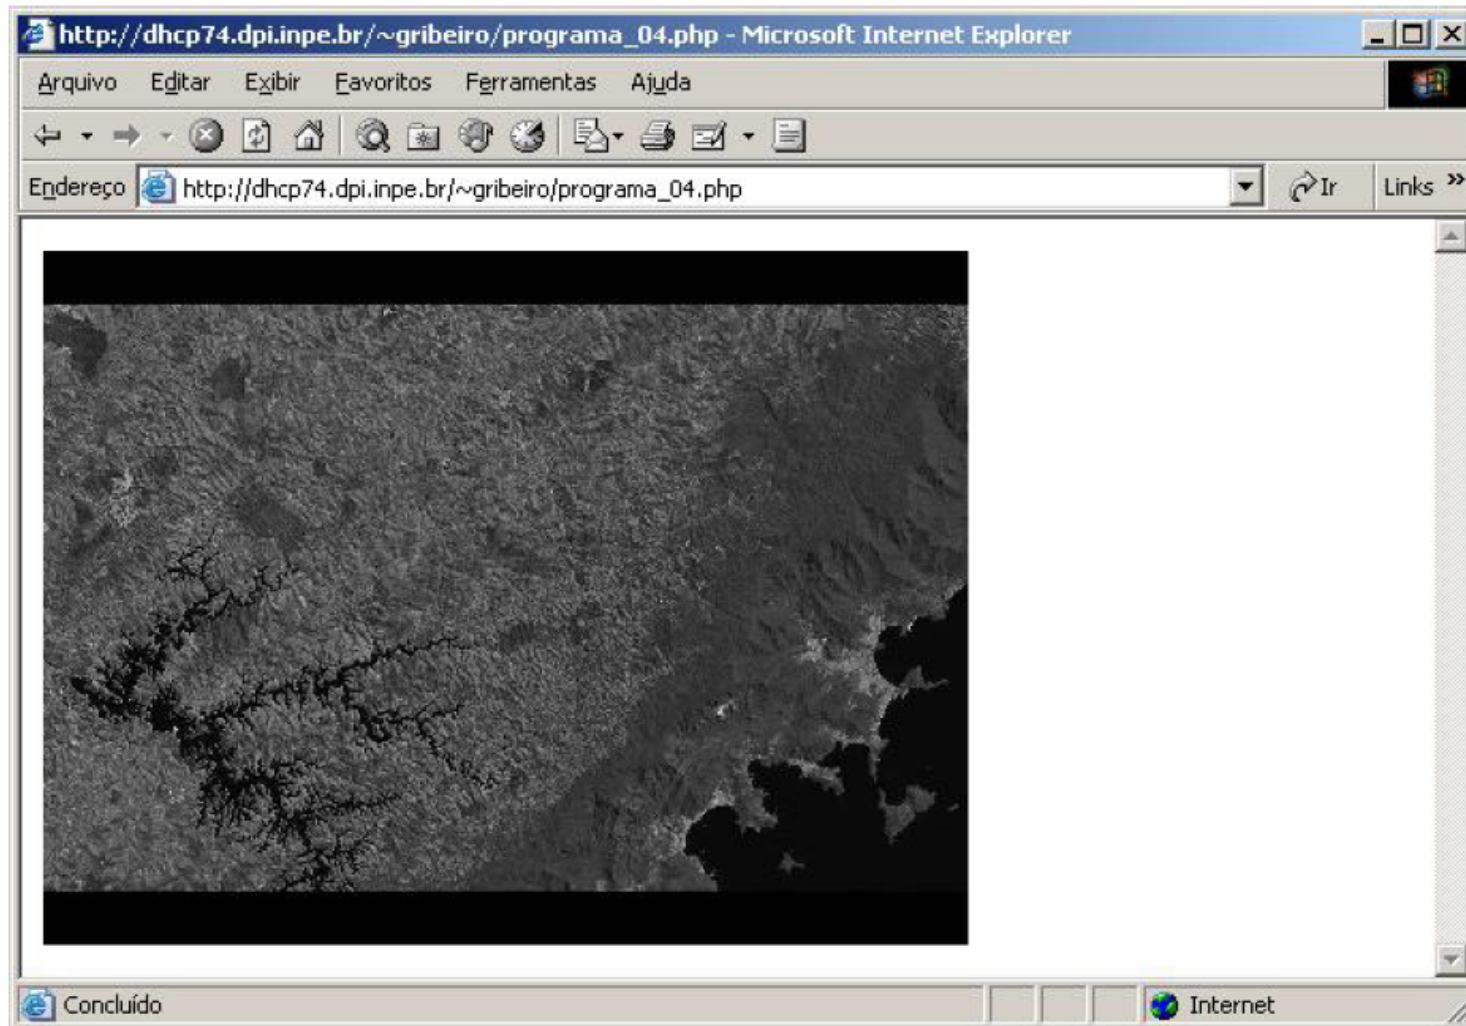 http://dhcp74.dpi.inpe.br/~gribeiro/programa_04.php - Microsoft Internet Explorer
Arquivo Editar Exibir Favoritos Ferramentas Ajuda
Endereço http://dhcp74.dpi.inpe.br/~gribeiro/programa_04.php Ir Links »
Concluído Internet